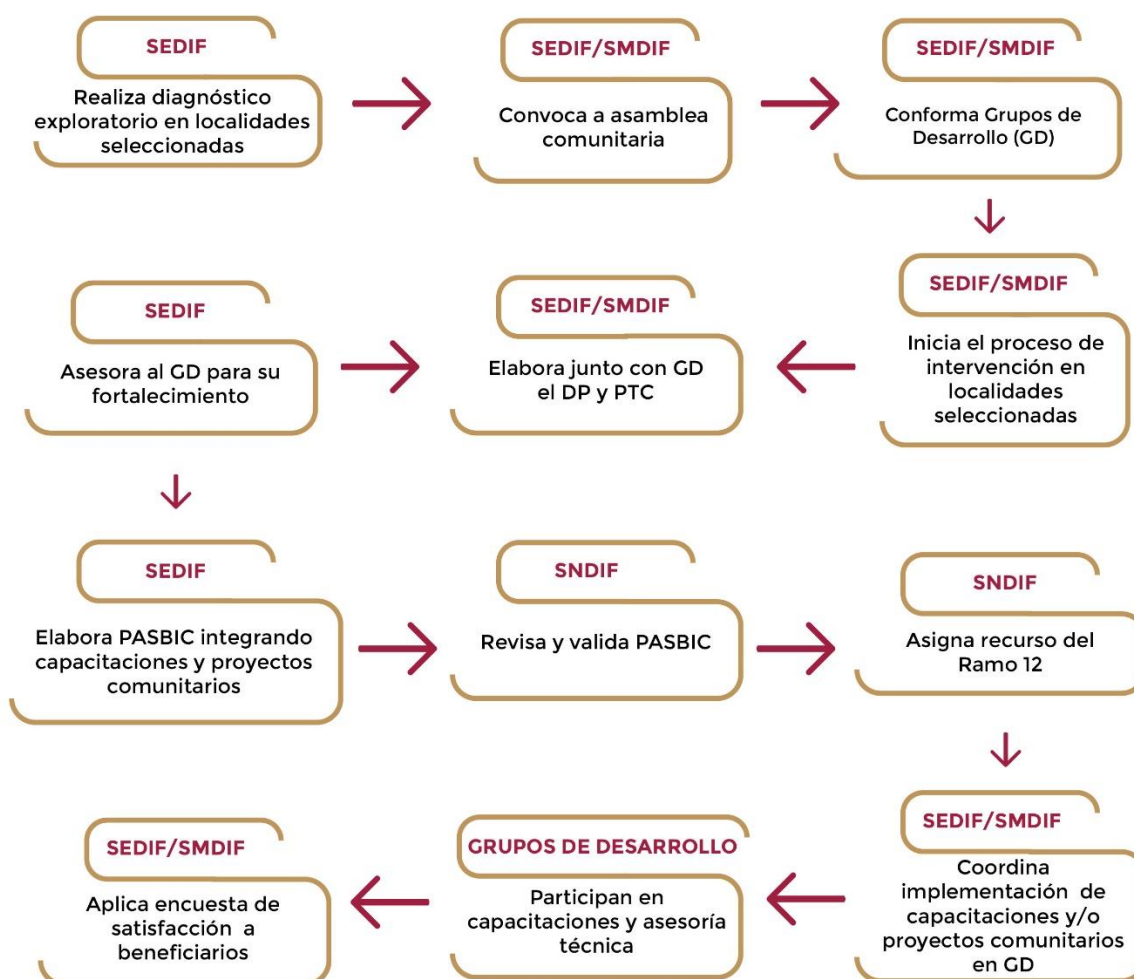 SEDIF
Realiza diagnóstico
exploratorio en localidades
seleccionadas
SEDIF/SMDIF
Convoca a asamblea
comunitaria
SEDIF/SMDIF
Conforma Grupos de
Desarrollo (GD)
SEDIF
Asesora al GD para su
fortalecimiento
SEDIF/SMDIF
Elabora junto con GD
el DP y PTC
SEDIF/SMDIF
Inicia el proceso de
intervención en
localidades
seleccionadas
SEDIF
Elabora PASBIC integrando
capacitaciones y proyectos
comunitarios
SNDIF
Revisa y valida PASBIC
SNDIF
Asigna recurso del
Ramo 12
SEDIF/SMDIF
Aplica encuesta de
satisfacción a
beneficiarios
GRUPOS DE DESARROLLO
Participan en
capacitaciones y asesoría
técnica
SEDIF/SMDIF
Coordina
implementación de
capacitaciones y/o
proyectos comunitarios
en GD